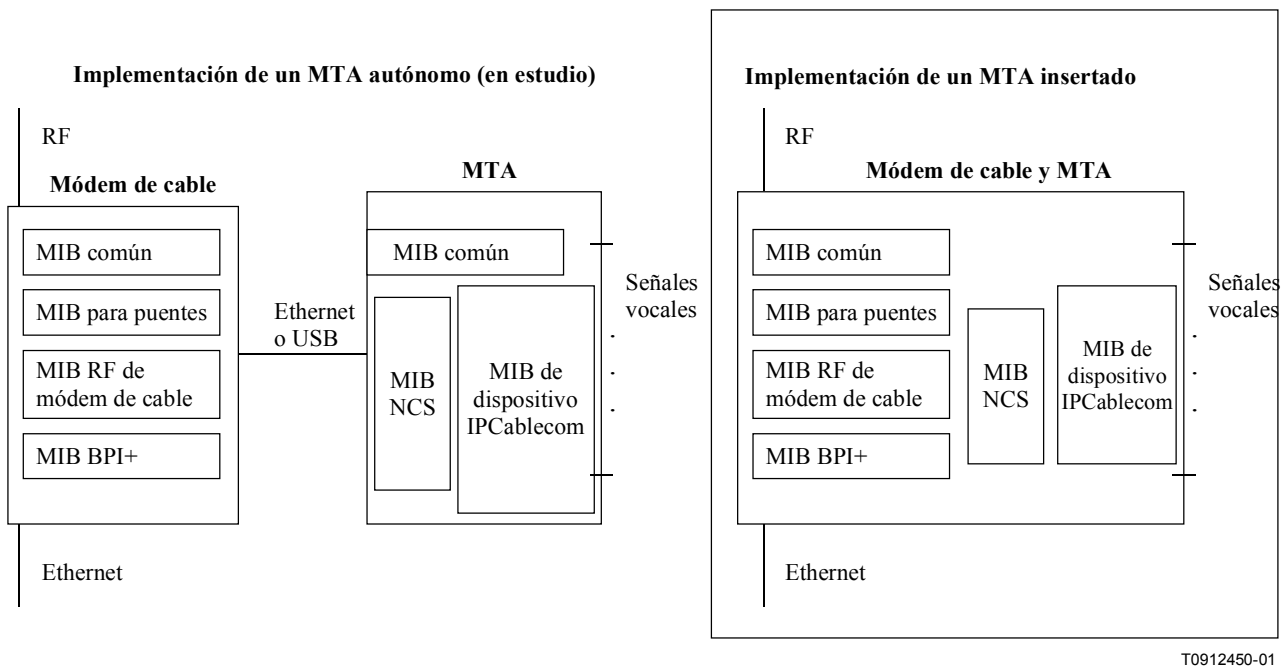 Implementación de un MTA autónomo (en estudio)
RF
Módem de cable
MIB común
MIB para puentes
MIB RF de
módem de cable
MIB BPI+
Ethernet
Ethernet
o USB
MTA
MIB común
MIB
NCS
MIB de
dispositivo
IPCablecom
Señales
vocales
Implementación de un MTA insertado
RF
Módem de cable y MTA
MIB común
MIB para puentes
MIB RF de
módem de cable
MIB BPI+
MIB
NCS
MIB de
dispositivo
IPCablecom
Señales
vocales
Ethernet
T0912450-01